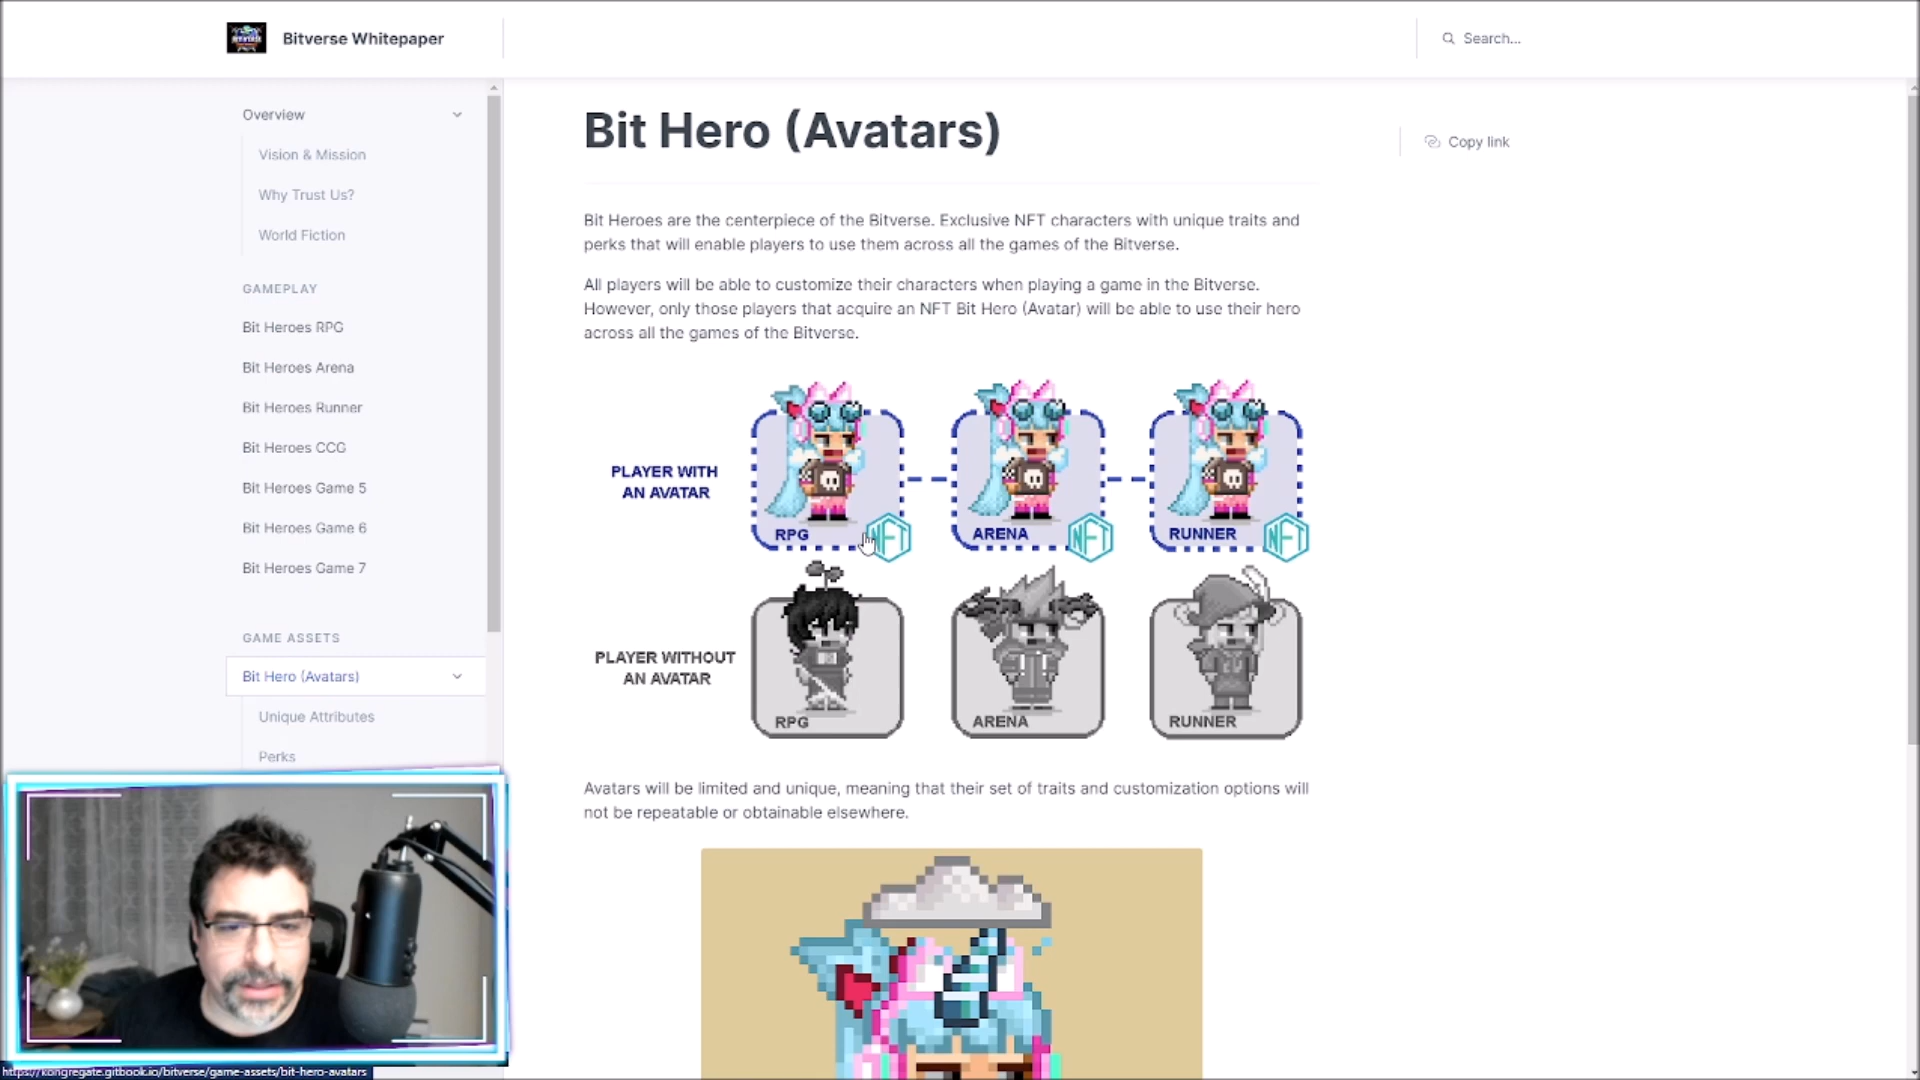 Bitverse Whitepaper
Search...
Overview
Vision & Mission
Why Trust Us?
World Fiction
GAMEPLAY
Bit Heroes RPG
Bit Heroes Arena
Bit Heroes Runner
Bit Heroes CCG
Bit Heroes Game 5
Bit Heroes Game 6
Bit Heroes Game 7
GAME ASSETS
Bit Hero (Avatars)
Unique Attributes
Perks
Bit Hero (Avatars)
Copy link
Bit Heroes are the centerpiece of the Bitverse. Exclusive NFT characters with unique traits and
perks that will enable players to use them across all the games of the Bitverse.
All players will be able to customize their characters when playing a game in the Bitverse.
However, only those players that acquire an NFT Bit Hero (Avatar) will be able to use their hero
across all the games of the Bitverse.
PLAYER WITH
AN AVATAR
RPG
NFT
ARENA
NFT
RUNNER
NFT
PLAYER WITHOUT
AN AVATAR
RPG
ARENA
RUNNER
Avatars will be limited and unique, meaning that their set of traits and customization options will
not be repeatable or obtainable elsewhere.
https://kongregate.gitbook.io/bitverse/game-assets/bit-hero-avatars